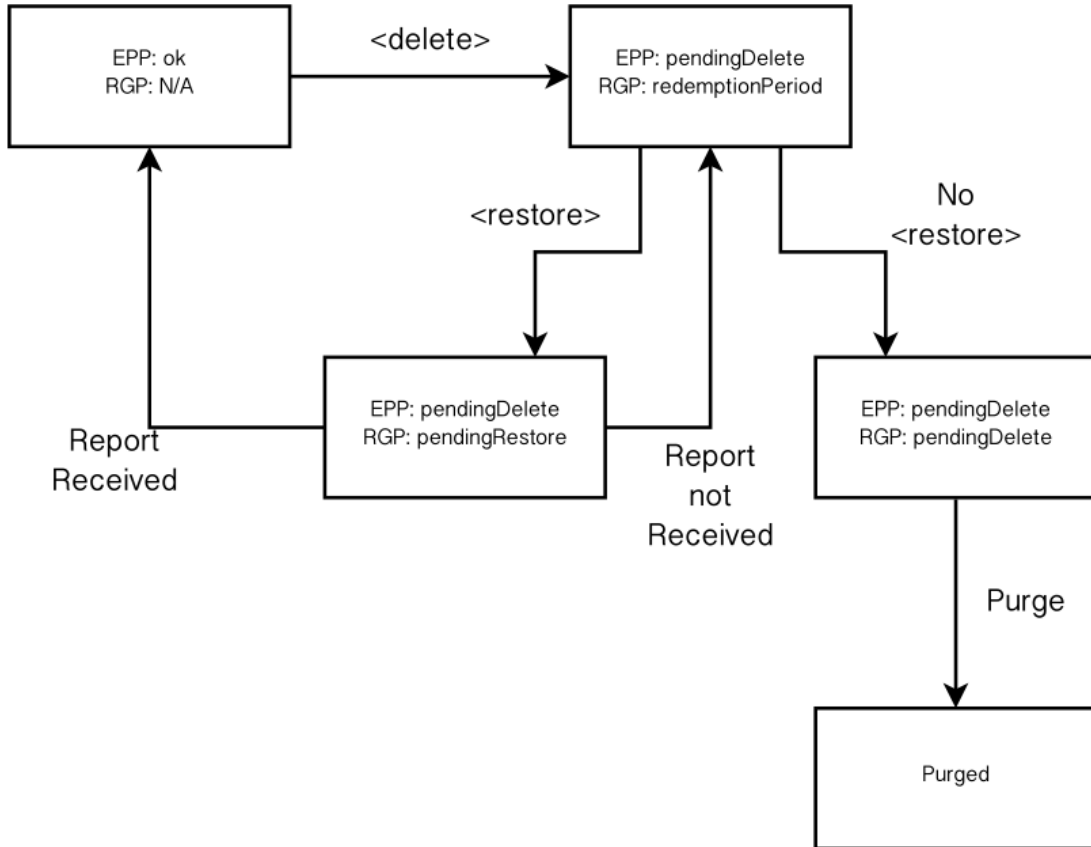 EPP: ok
RGP: N/A
<delete>
EPP: pendingDelete
RGP: redemptionPeriod
<restore>
No
<restore>
EPP: pendingDelete
RGP: pendingRestore
EPP: pendingDelete
RGP: pendingDelete
Report
Received
Report
not
Received
Purge
Purged